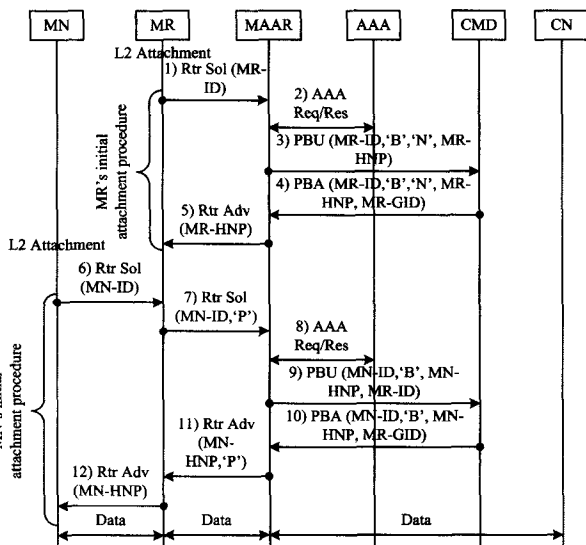 MN MR MAAR AAA CMD CN
L2 Attachment
1) Rtr Sol (MR-
ID)
2) AAA
Req/Res
3) PBU (MR-ID,‘B’,‘N’, MR-
HNP)
4) PBA (MR-ID,‘B’,‘N’, MR-
HNP, MR-GID)
5) Rtr Adv
(MR-HNP)
MR’s initial
attachment procedure
L2 Attachment
6) Rtr Sol
(MN-ID)
7) Rtr Sol
(MN-ID,‘P’)
8) AAA
Req/Res
9) PBU (MN-ID,‘B’, MN-
HNP, MR-ID)
10) PBA (MN-ID,‘B’, MN-
HNP, MR-GID)
11) Rtr Adv
(MN-
HNP,‘P’)
12) Rtr Adv
(MN-HNP)
attachment procedure
Data Data Data